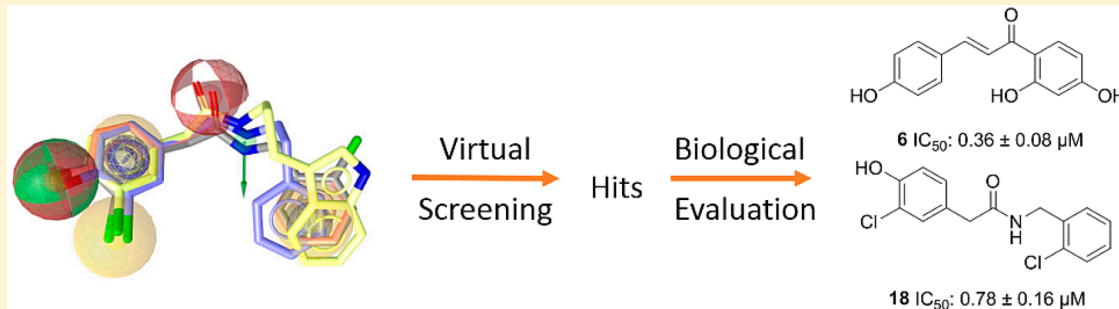 Virtual
Screening
Hits
Biological
Evaluation
O
HO
HO
OH
6 IC50: 0.36 ± 0.08 µM
HO
O
Cl
N
H
Cl
18 IC50: 0.78 ± 0.16 µM